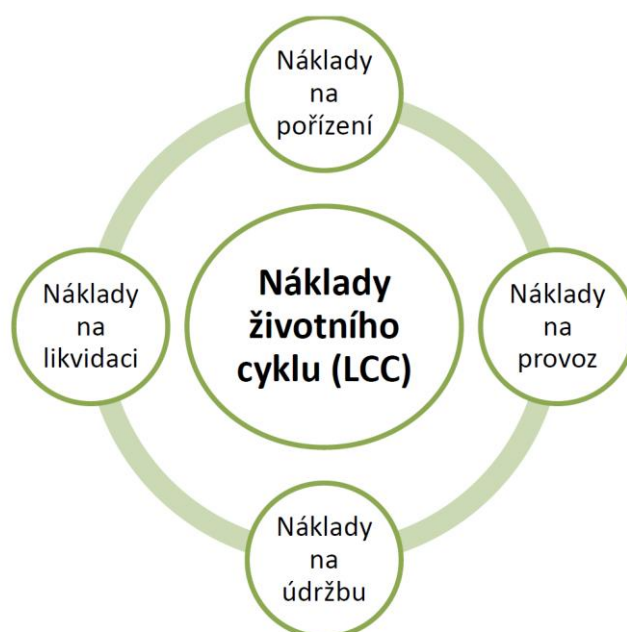 Náklady
na
pořízení
Náklady
životního
cyklu (LCC)
Náklady
na
likvidaci
Náklady
na
provoz
Náklady
na
údržbu